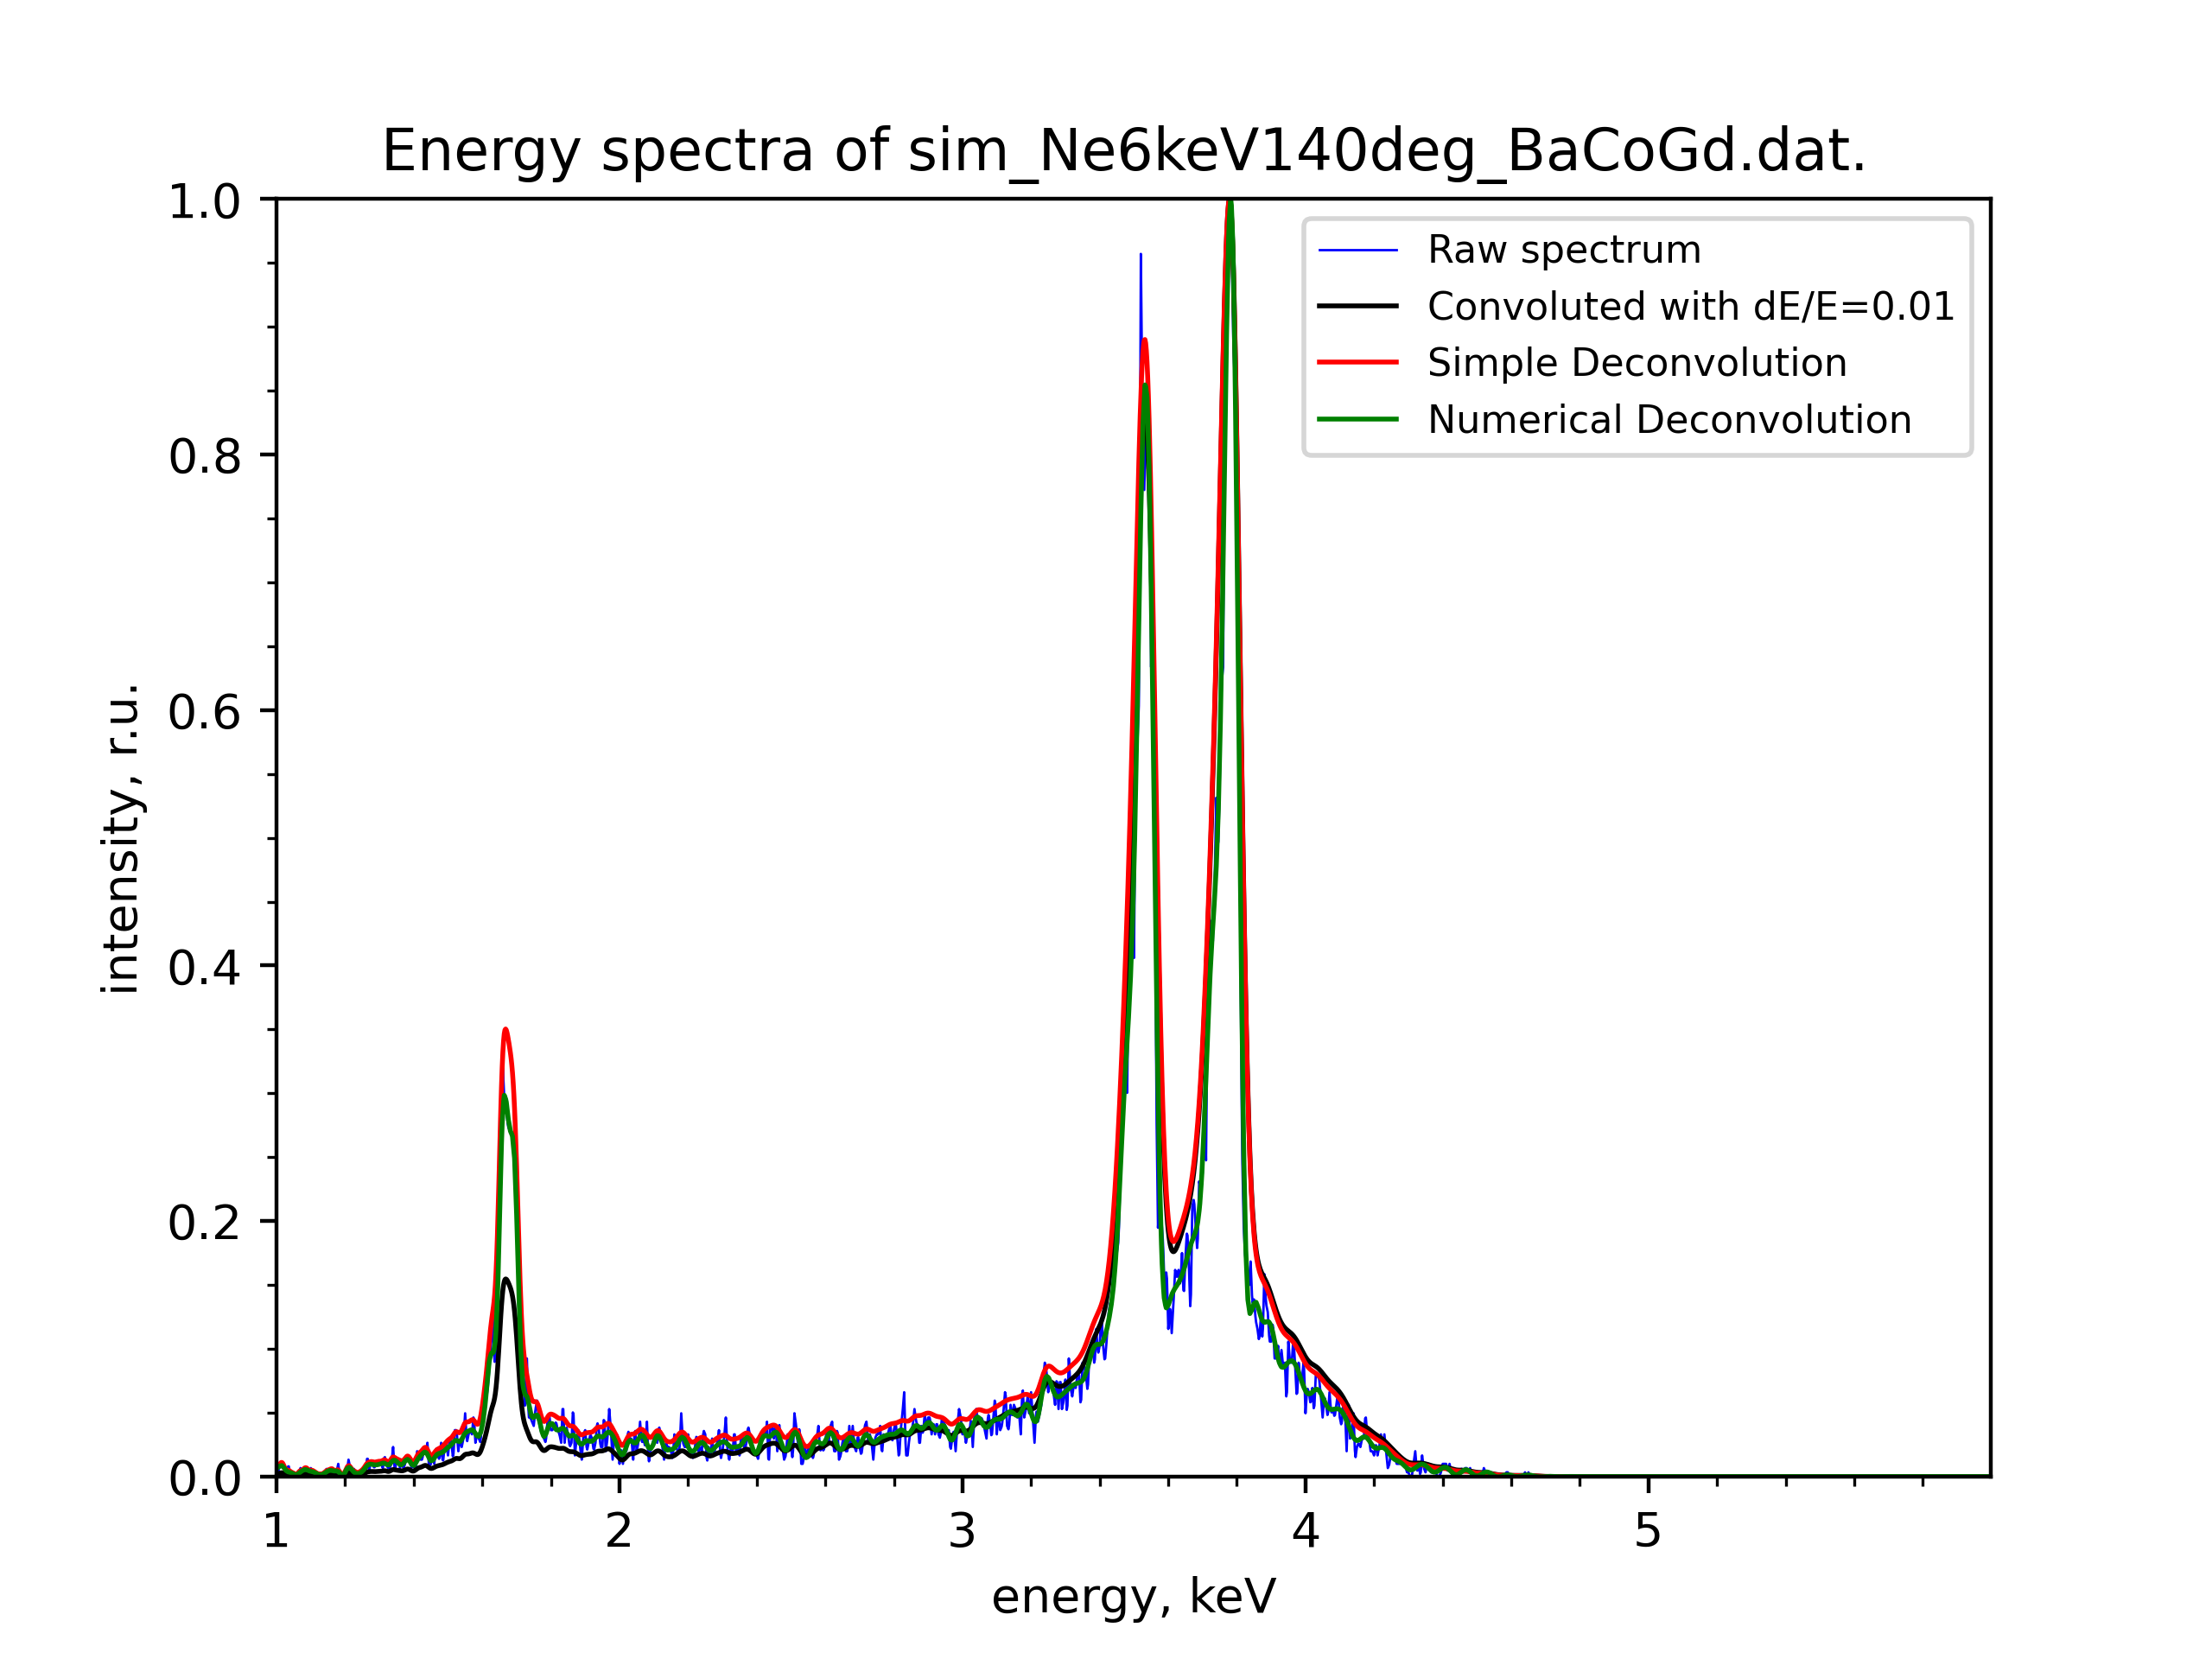 Energy spectra of sim_Ne6keV140deg_BaCoGd.dat.
1.0
0.8
0.6
0.4
0.2
0.0
intensity, r.u.
Raw spectrum
Convoluted with dE/E=0.01
Simple Deconvolution
Numerical Deconvolution
1 2 3 4 5
energy, keV